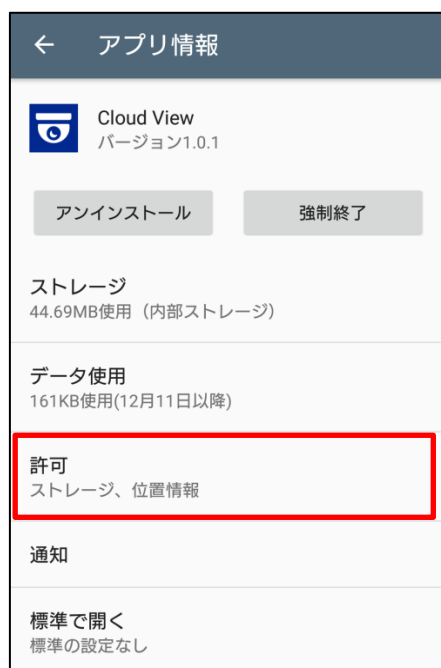 アプリ情報
Cloud View
バージョン1.0.1
アンインストール
強制終了
ストレージ
44.69MB使用（内部ストレージ）
データ使用
161KB使用(12月11日以降)
許可
ストレージ、位置情報
通知
標準で開く
標準の設定なし